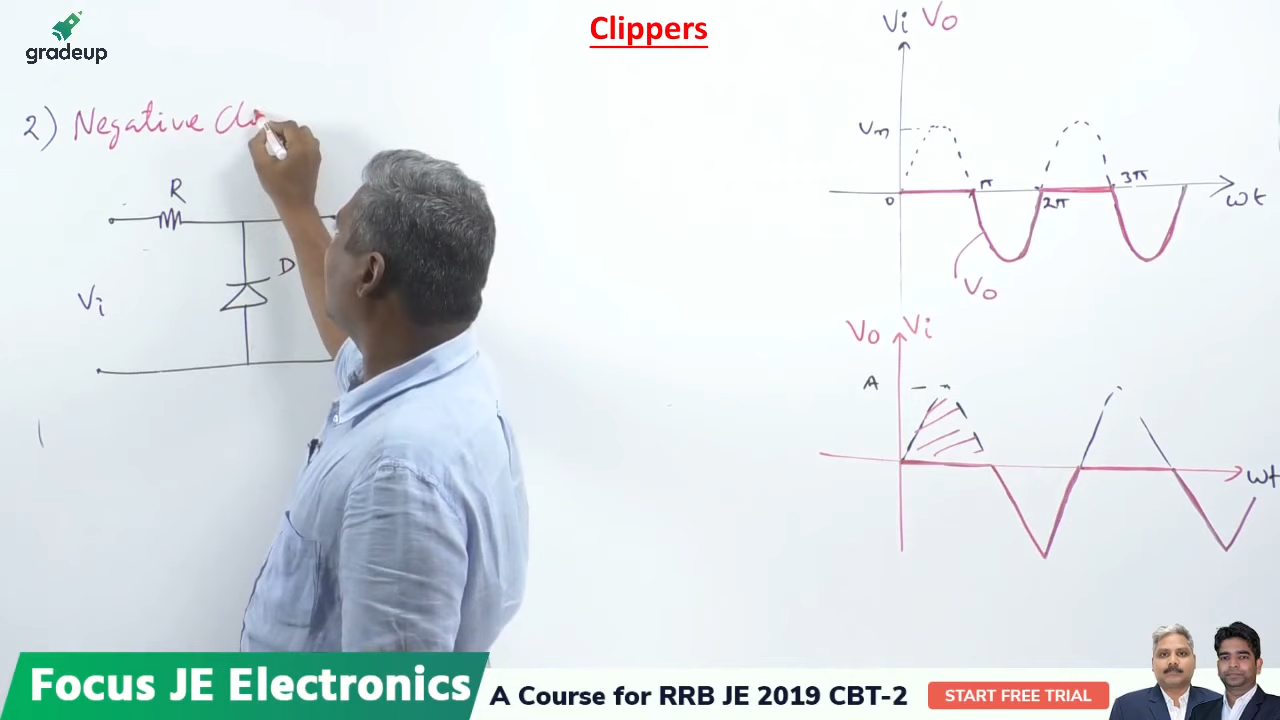 gradeup
Clippers
2) Negative Cli
R
D
Vi
Vi Vo
Vm
0
π
2π
3π
ωt
Vo
Vo Vi
A
ωt
Focus JE Electronics
A Course for RRB JE 2019 CBT-2
START FREE TRIAL